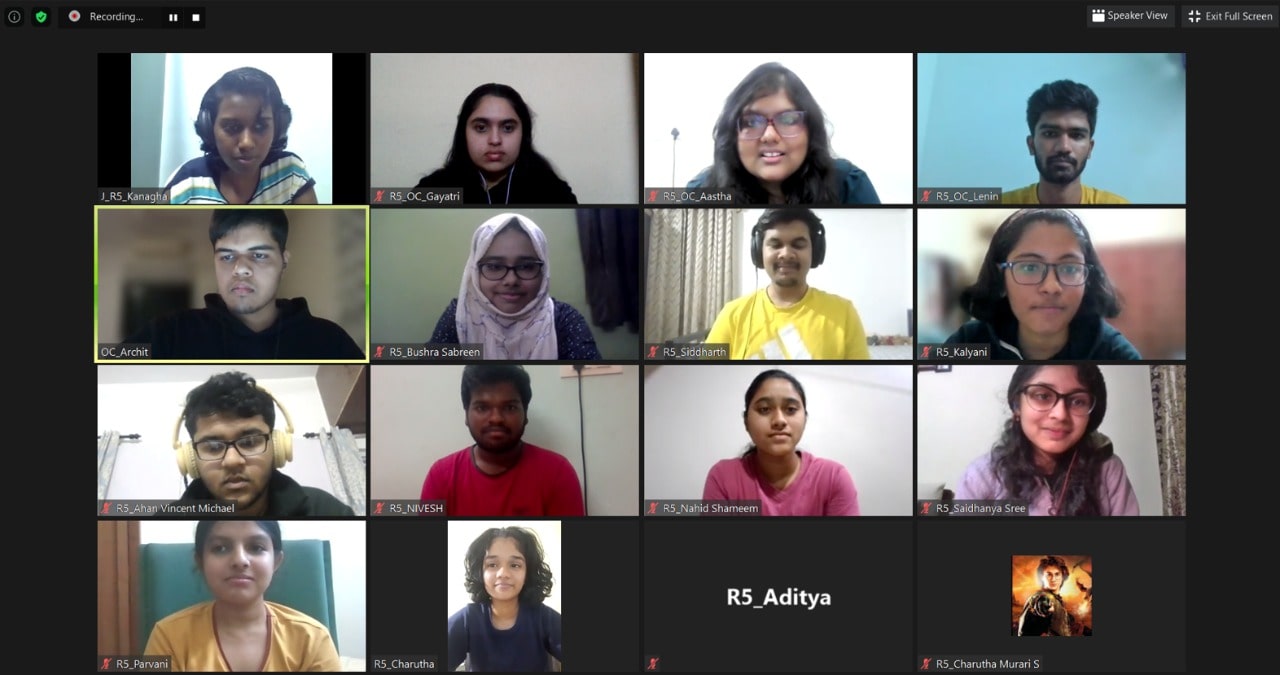 Recording...
Speaker View
Exit Full Screen
J_R5_Kanagha
R5_OC_Gayatri
R5_OC_Aastha
R5_OC_Lenin
OC_Archit
R5_Bushra Sabreen
R5_Siddharth
R5_Kalyani
R5_Ahan Vincent Michael
R5_NIVESH
R5_Nahid Shameem
R5_Saidhanya Sree
R5_Parvani
R5_Charutha
R5_Aditya
R5_Charutha Murari S